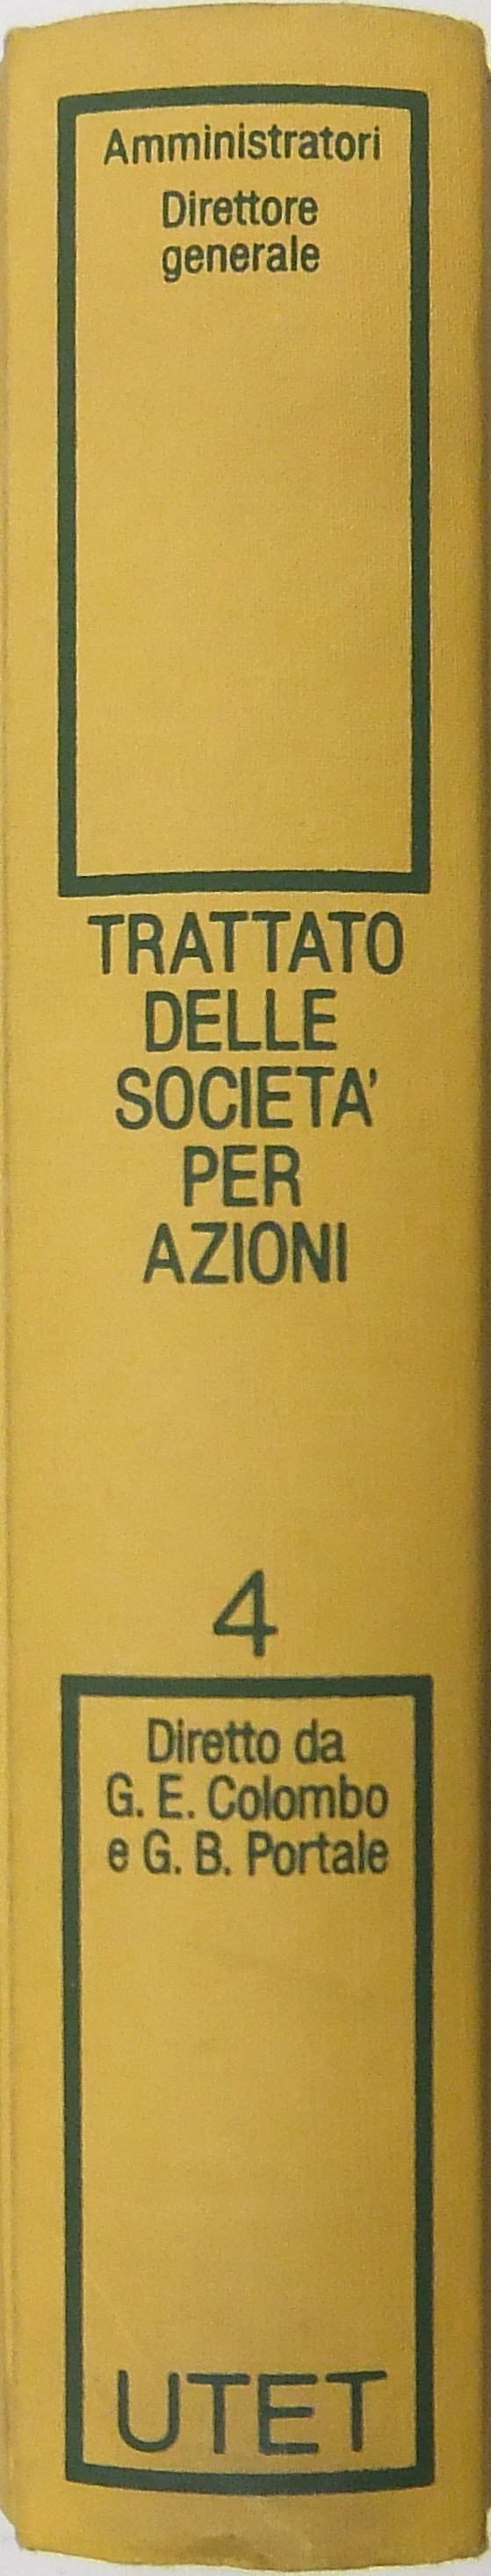 Amministratori
Direttore
generale
TRATTATO
DELLE
SOCIETA'
PER
AZIONI
4
Diretto da
G. E. Colombo
e G. B. Portale
UTET